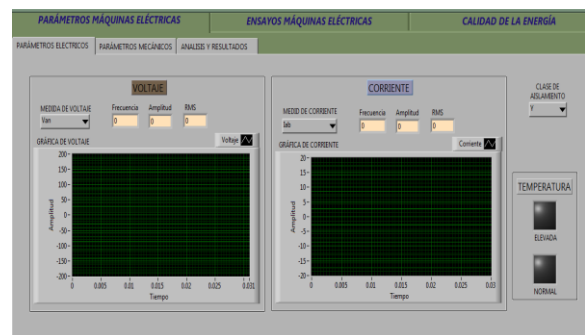 PARÁMETROS MÁQUINAS ELÉCTRICAS
ENSAYOS MÁQUINAS ELÉCTRICAS
CALIDAD DE LA ENERGÍA
PARÁMETROS ELECTRICOS
PARÁMETROS MECÁNICOS
ANALISIS Y RESULTADOS
VOLTAJE
MEDIDA DE VOLTAJE
Van
Frecuencia
Amplitud
RMS
0
0
0
GRÁFICA DE VOLTAJE
Voltaje
Amplitud
200
150
100
50
0
-50
-100
-150
-200
0
0.005
0.01
0.015
0.02
0.025
0.031
Tiempo
CORRIENTE
MEDID DE CORRIENTE
Iab
Frecuencia
Amplitud
RMS
0
0
0
GRÁFICA DE CORRIENTE
Corriente
Amplitud
20
15
10
5
0
-5
-10
-15
-20
0
0.005
0.01
0.015
0.02
0.025
0.03
Tiempo
CLASE DE
AISLAMIENTO
Y
TEMPERATURA
ELEVADA
NORMAL